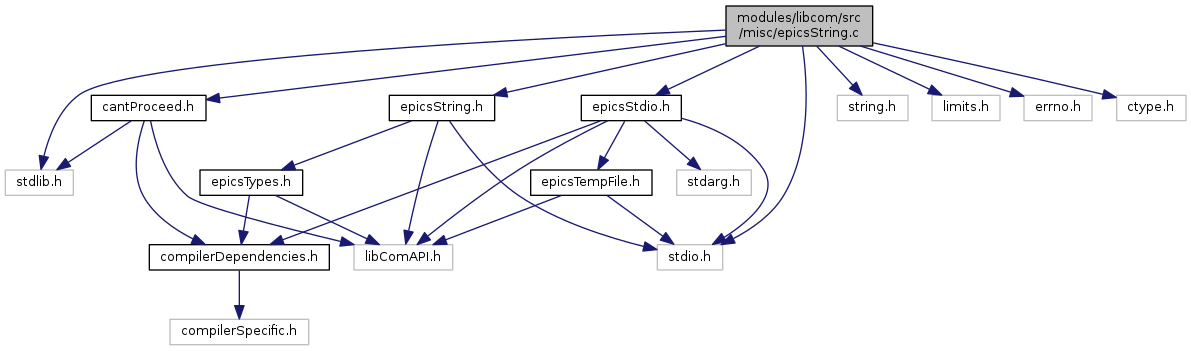 modules/libcom/src
/misc/epicsString.c
cantProceed.h
epicsString.h
epicsStdio.h
string.h
limits.h
errno.h
ctype.h
stdlib.h
epicsTypes.h
epicsTempFile.h
stdarg.h
compilerDependencies.h
libComAPI.h
stdio.h
compilerSpecific.h